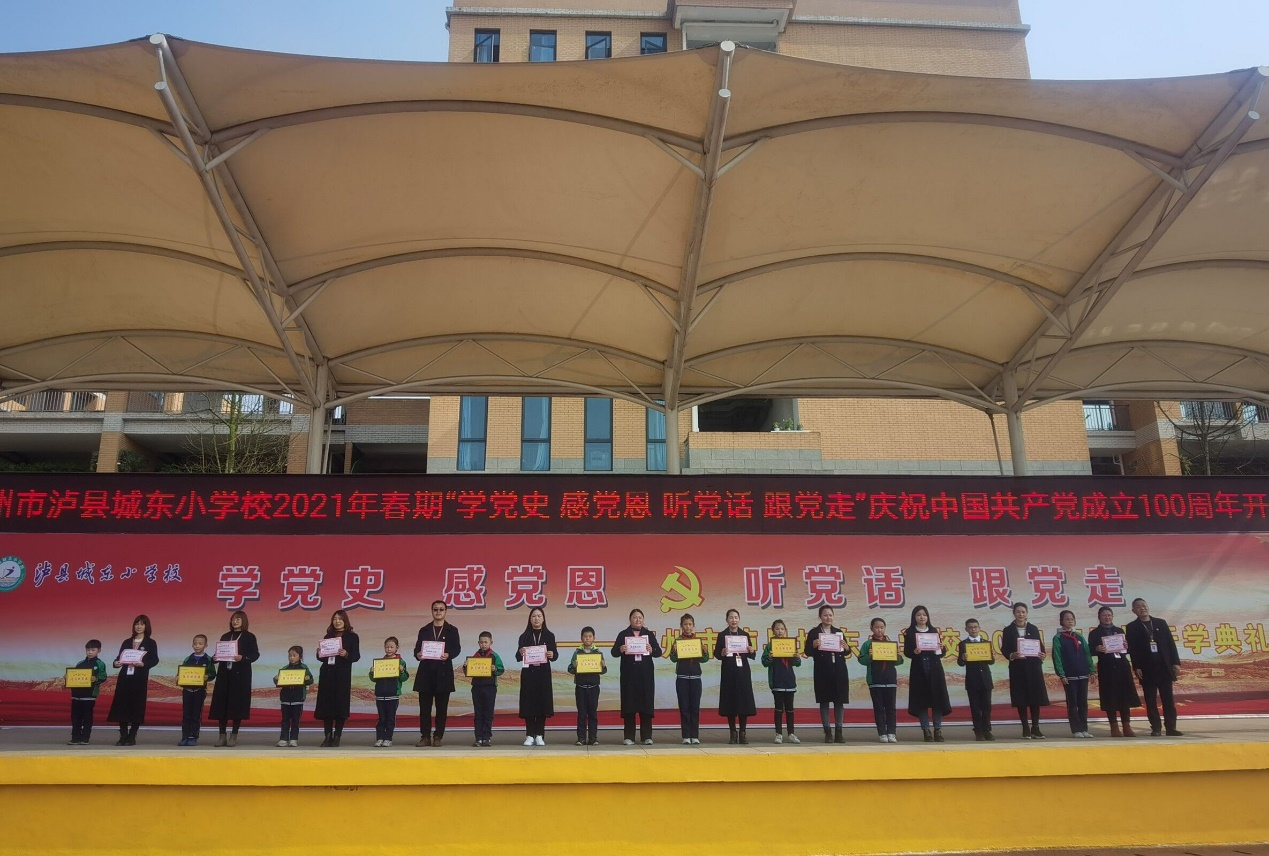 州市泸县城东小学校2021年春期“学党史 感党恩 听党话 跟党走”庆祝中国共产党成立100周年开
泸县城东小学校
学党史 感党恩 听党话 跟党走
学典礼